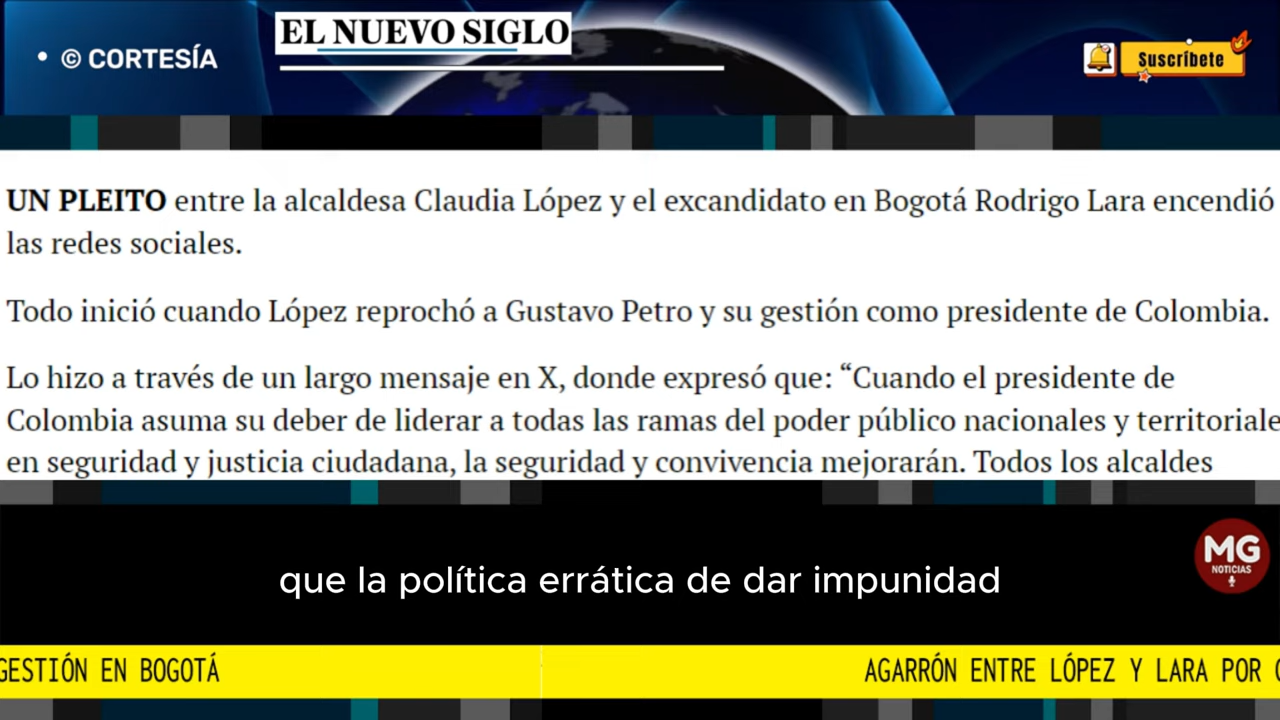 • © CORTESÍA
EL NUEVO SIGLO
Suscríbete
UN PLEITO entre la alcaldesa Claudia López y el excandidato en Bogotá Rodrigo Lara encendió
las redes sociales.
Todo inició cuando López reprochó a Gustavo Petro y su gestión como presidente de Colombia.
Lo hizo a través de un largo mensaje en X, donde expresó que: “Cuando el presidente de
Colombia asuma su deber de liderar a todas las ramas del poder público nacionales y territoriale
en seguridad y justicia ciudadana, la seguridad y convivencia mejorarán. Todos los alcaldes
MG
NOTICIAS
que la política errática de dar impunidad
GESTIÓN EN BOGOTÁ
AGARRÓN ENTRE LÓPEZ Y LARA POR